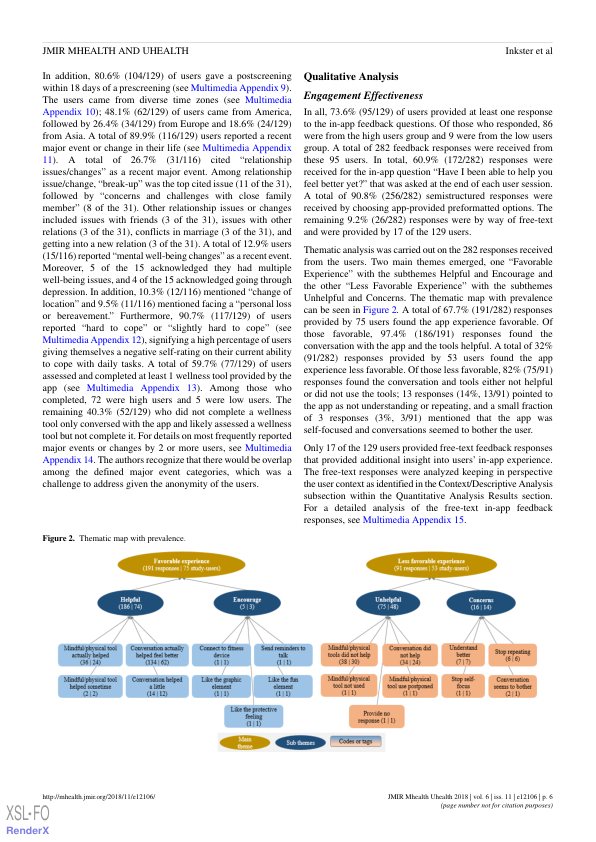 JMIR MHEALTH AND UHEALTH
Inkster et al
In addition, 80.6% (104/129) of users gave a postscreening
within 18 days of a prescreening (see Multimedia Appendix 9).
The users came from diverse time zones (see Multimedia
Appendix 10); 48.1% (62/129) of users came from America,
followed by 26.4% (34/129) from Europe and 18.6% (24/129)
from Asia. A total of 89.9% (116/129) users reported a recent
major event or change in their life (see Multimedia Appendix
11). A total of 26.7% (31/116) cited “relationship
issues/changes” as a recent major event. Among relationship
issue/change, “break-up” was the top cited issue (11 of the 31),
followed by “concerns and challenges with close family
member” (8 of the 31). Other relationship issues or changes
included issues with friends (3 of the 31), issues with other
relations (3 of the 31), conflicts in marriage (3 of the 31), and
getting into a new relation (3 of the 31). A total of 12.9% users
(15/116) reported “mental well-being changes” as a recent event.
Moreover, 5 of the 15 acknowledged they had multiple
well-being issues, and 4 of the 15 acknowledged going through
depression. In addition, 10.3% (12/116) mentioned “change of
location” and 9.5% (11/116) mentioned facing a “personal loss
or bereavement.” Furthermore, 90.7% (117/129) of users
reported “hard to cope” or “slightly hard to cope” (see
Multimedia Appendix 12), signifying a high percentage of users
giving themselves a negative self-rating on their current ability
to cope with daily tasks. A total of 59.7% (77/129) of users
assessed and completed at least 1 wellness tool provided by the
app (see Multimedia Appendix 13). Among those who
completed, 72 were high users and 5 were low users. The
remaining 40.3% (52/129) who did not complete a wellness
tool only conversed with the app and likely assessed a wellness
tool but not complete it. For details on most frequently reported
major events or changes by 2 or more users, see Multimedia
Appendix 14. The authors recognize that there would be overlap
among the defined major event categories, which was a
challenge to address given the anonymity of the users.
Qualitative Analysis
Engagement Effectiveness
In all, 73.6% (95/129) of users provided at least one response
to the in-app feedback questions. Of those who responded, 86
were from the high users group and 9 were from the low users
group. A total of 282 feedback responses were received from
these 95 users. In total, 60.9% (172/282) responses were
received for the in-app question “Have I been able to help you
feel better yet?” that was asked at the end of each user session.
A total of 90.8% (256/282) semistructured responses were
received by choosing app-provided preformatted options. The
remaining 9.2% (26/282) responses were by way of free-text
and were provided by 17 of the 129 users.
Thematic analysis was carried out on the 282 responses received
from the users. Two main themes emerged, one “Favorable
Experience” with the subthemes Helpful and Encourage and
the other “Less Favorable Experience” with the subthemes
Unhelpful and Concerns. The thematic map with prevalence
can be seen in Figure 2. A total of 67.7% (191/282) responses
provided by 75 users found the app experience favorable. Of
those favorable, 97.4% (186/191) responses found the
conversation with the app and the tools helpful. A total of 32%
(91/282) responses provided by 53 users found the app
experience less favorable. Of those less favorable, 82% (75/91)
responses found the conversation and tools either not helpful
or did not use the tools; 13 responses (14%, 13/91) pointed to
the app as not understanding or repeating, and a small fraction
of 3 responses (3%, 3/91) mentioned that the app was
self-focused and conversations seemed to bother the user.
Only 17 of the 129 users provided free-text feedback responses
that provided additional insight into users’ in-app experience.
The free-text responses were analyzed keeping in perspective
the user context as identified in the Context/Descriptive Analysis
subsection within the Quantitative Analysis Results section.
For a detailed analysis of the free-text in-app feedback
responses, see Multimedia Appendix 15.
Figure 2. Thematic map with prevalence.
Favorable experience
(191 responses | 75 study-users)
Less favorable experience
(91 responses | 53 study-users)
Helpful
(186 | 74)
Encourage
(5 | 3)
Unhelpful
(75 | 48)
Concerns
(16 | 14)
Mindful/physical tool
actually helped
(36 | 24)
Conversation actually
helped feel better
(134 | 62)
Connect to fitness
device
(1 | 1)
Send reminders to
talk
(1 | 1)
Mindful/physical
tools did not help
(38 | 30)
Conversation did
not help
(34 | 24)
Understand
better
(7 | 7)
Stop repeating
(6 | 6)
Mindful/physical tool
helped sometime
(2 | 2)
Conversation helped
a little
(14 | 12)
Like the graphic
element
(1 | 1)
Like the fun
element
(1 | 1)
Mindful/physical
tool not used
(1 | 1)
Mindful/physical
tool use postponed
(1 | 1)
Stop self-
focus
(1 | 1)
Conversation
seems to bother
(2 | 1)
Like the protective
feeling
(1 | 1)
Provide no
response (1 | 1)
Main
theme
Sub themes
Codes or tags
http://mhealth.jmir.org/2018/11/e12106/
JMIR Mhealth Uhealth 2018 | vol. 6 | iss. 11 | e12106 | p. 6
(page number not for citation purposes)
XSL•FO
RenderX